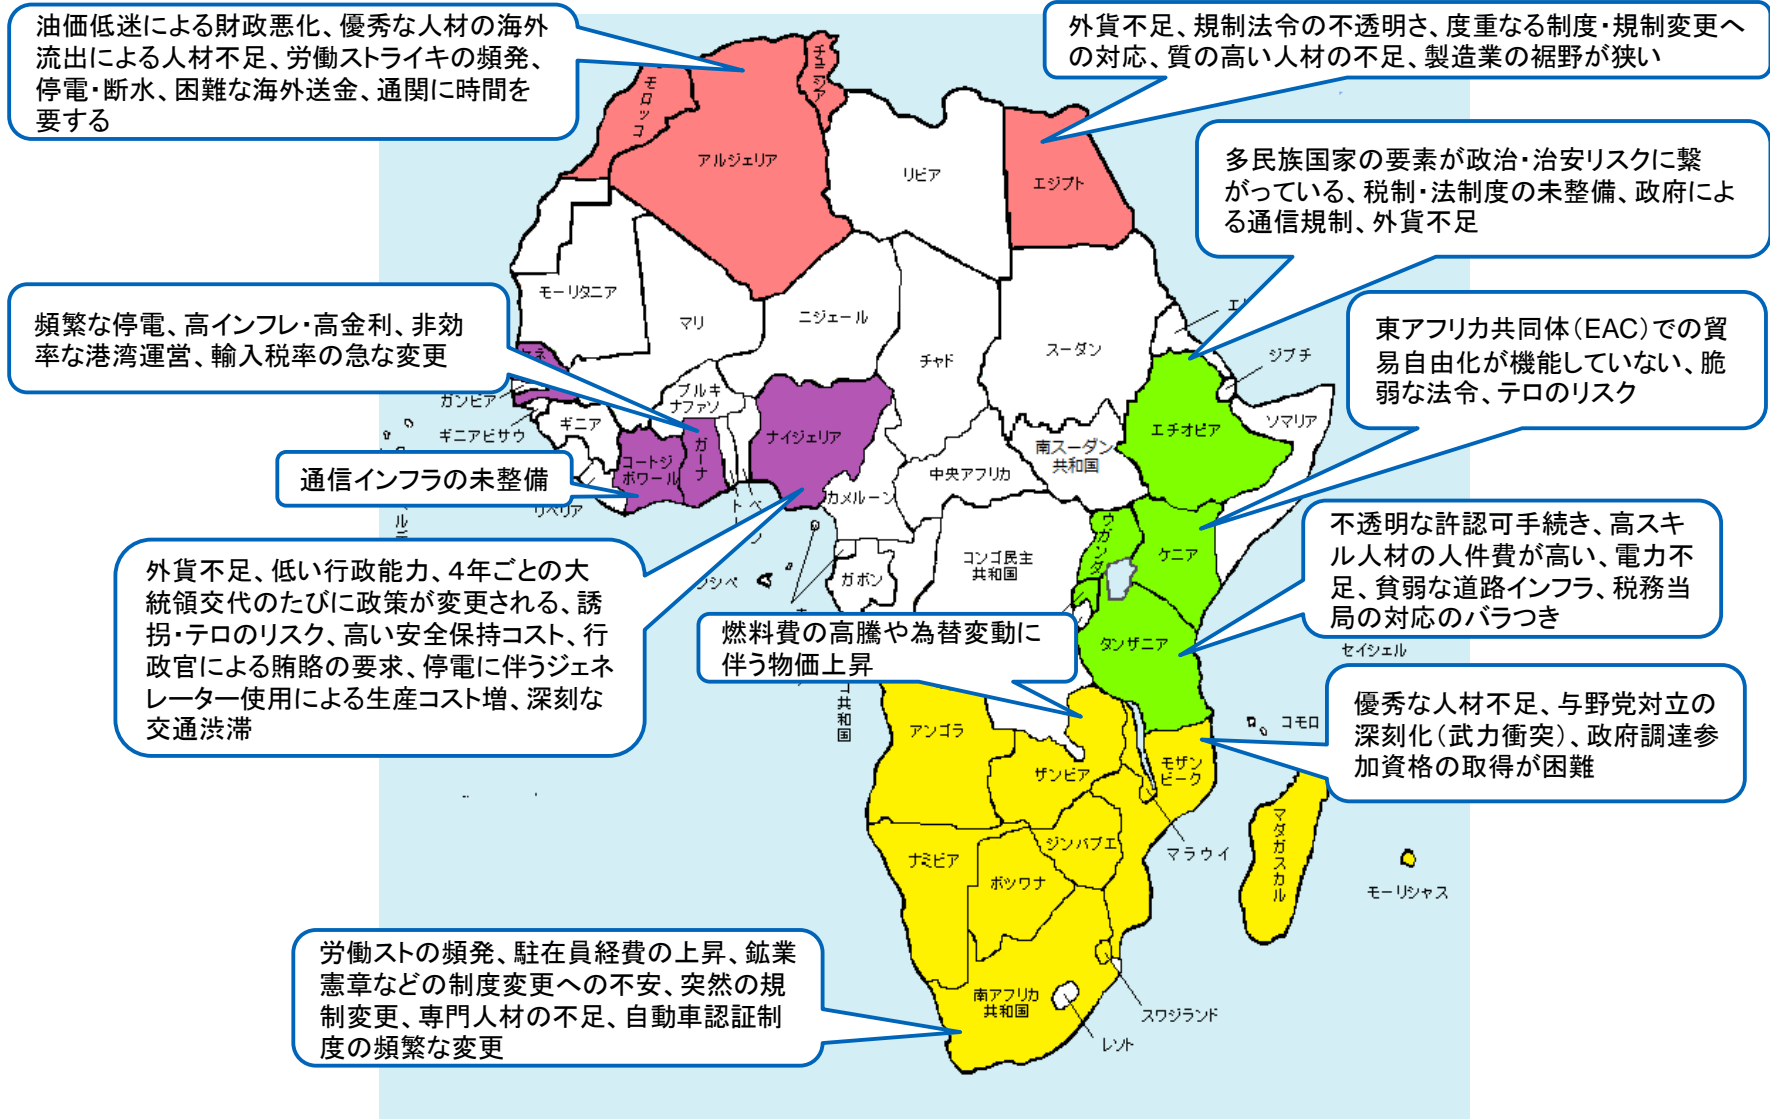 油価低迷による財政悪化、優秀な人材の海外
流出による人材不足、労働ストライキの頻発、
停電・断水、困難な海外送金、通関に時間を
要する
外貨不足、規制法令の不透明さ、度重なる制度・規制変更へ
の対応、質の高い人材の不足、製造業の裾野が狭い
多民族国家の要素が政治・治安リスクに繋
がっている、税制・法制度の未整備、政府によ
る通信規制、外貨不足
頻繁な停電、高インフレ・高金利、非効
率な港湾運営、輸入税率の急な変更
東アフリカ共同体（EAC）での貿
易自由化が機能していない、脆
弱な法令、テロのリスク
通信インフラの未整備
不透明な許認可手続き、高スキ
ル人材の人件費が高い、電力不
足、貧弱な道路インフラ、税務当
局の対応のバラつき
外貨不足、低い行政能力、4年ごとの大
統領交代のたびに政策が変更される、誘
拐・テロのリスク、高い安全保持コスト、行
政官による賄賂の要求、停電に伴うジェネ
レーター使用による生産コスト増、深刻な
交通渋滞
燃料費の高騰や為替変動に
伴う物価上昇
優秀な人材不足、与野党対立の
深刻化（武力衝突）、政府調達参
加資格の取得が困難
労働ストの頻発、駐在員経費の上昇、鉱業
憲章などの制度変更への不安、突然の規
制変更、専門人材の不足、自動車認証制
度の頻繁な変更
モロッコ
チュニジア
アルジェリア
リビア
エジプト
モーリタニア
マリ
ニジェール
チャド
スーダン
ジブチ
ガンビア
ギニアビサウ
ギニア
ブルキ
ナファソ
コートジ
ボワール
ガーナ
ナイジェリア
リベリア
カメルーン
中央アフリカ
南スーダン
共和国
エチオピア
ソマリア
ウガンダ
ケニア
コンゴ民主
共和国
ガボン
タンザニア
セイシェル
コモロ
共和国
アンゴラ
ザンビア
モザン
ビーク
マラウイ
ジンバブエ
ナミビア
ボツワナ
マダガスカル
モーリシャス
南アフリカ
共和国
スワジランド
レソト